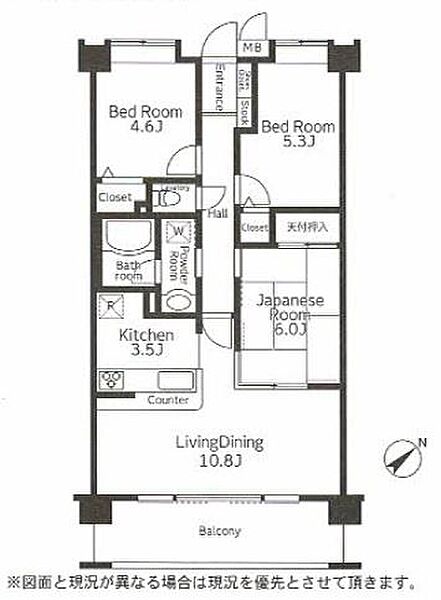 MB
Entrance
Shoes Closet
Stock
Bed Room
4.6J
Bed Room
5.3J
Closet
Lavatory
Hall
Closet
天付押入
W
Powder
Room
Bath
room
Japanese
Room
6.0J
R
Kitchen
3.5J
Counter
LivingDining
10.8J
N
Balcony
※図面と現況が異なる場合は現況を優先とさせて頂きます。